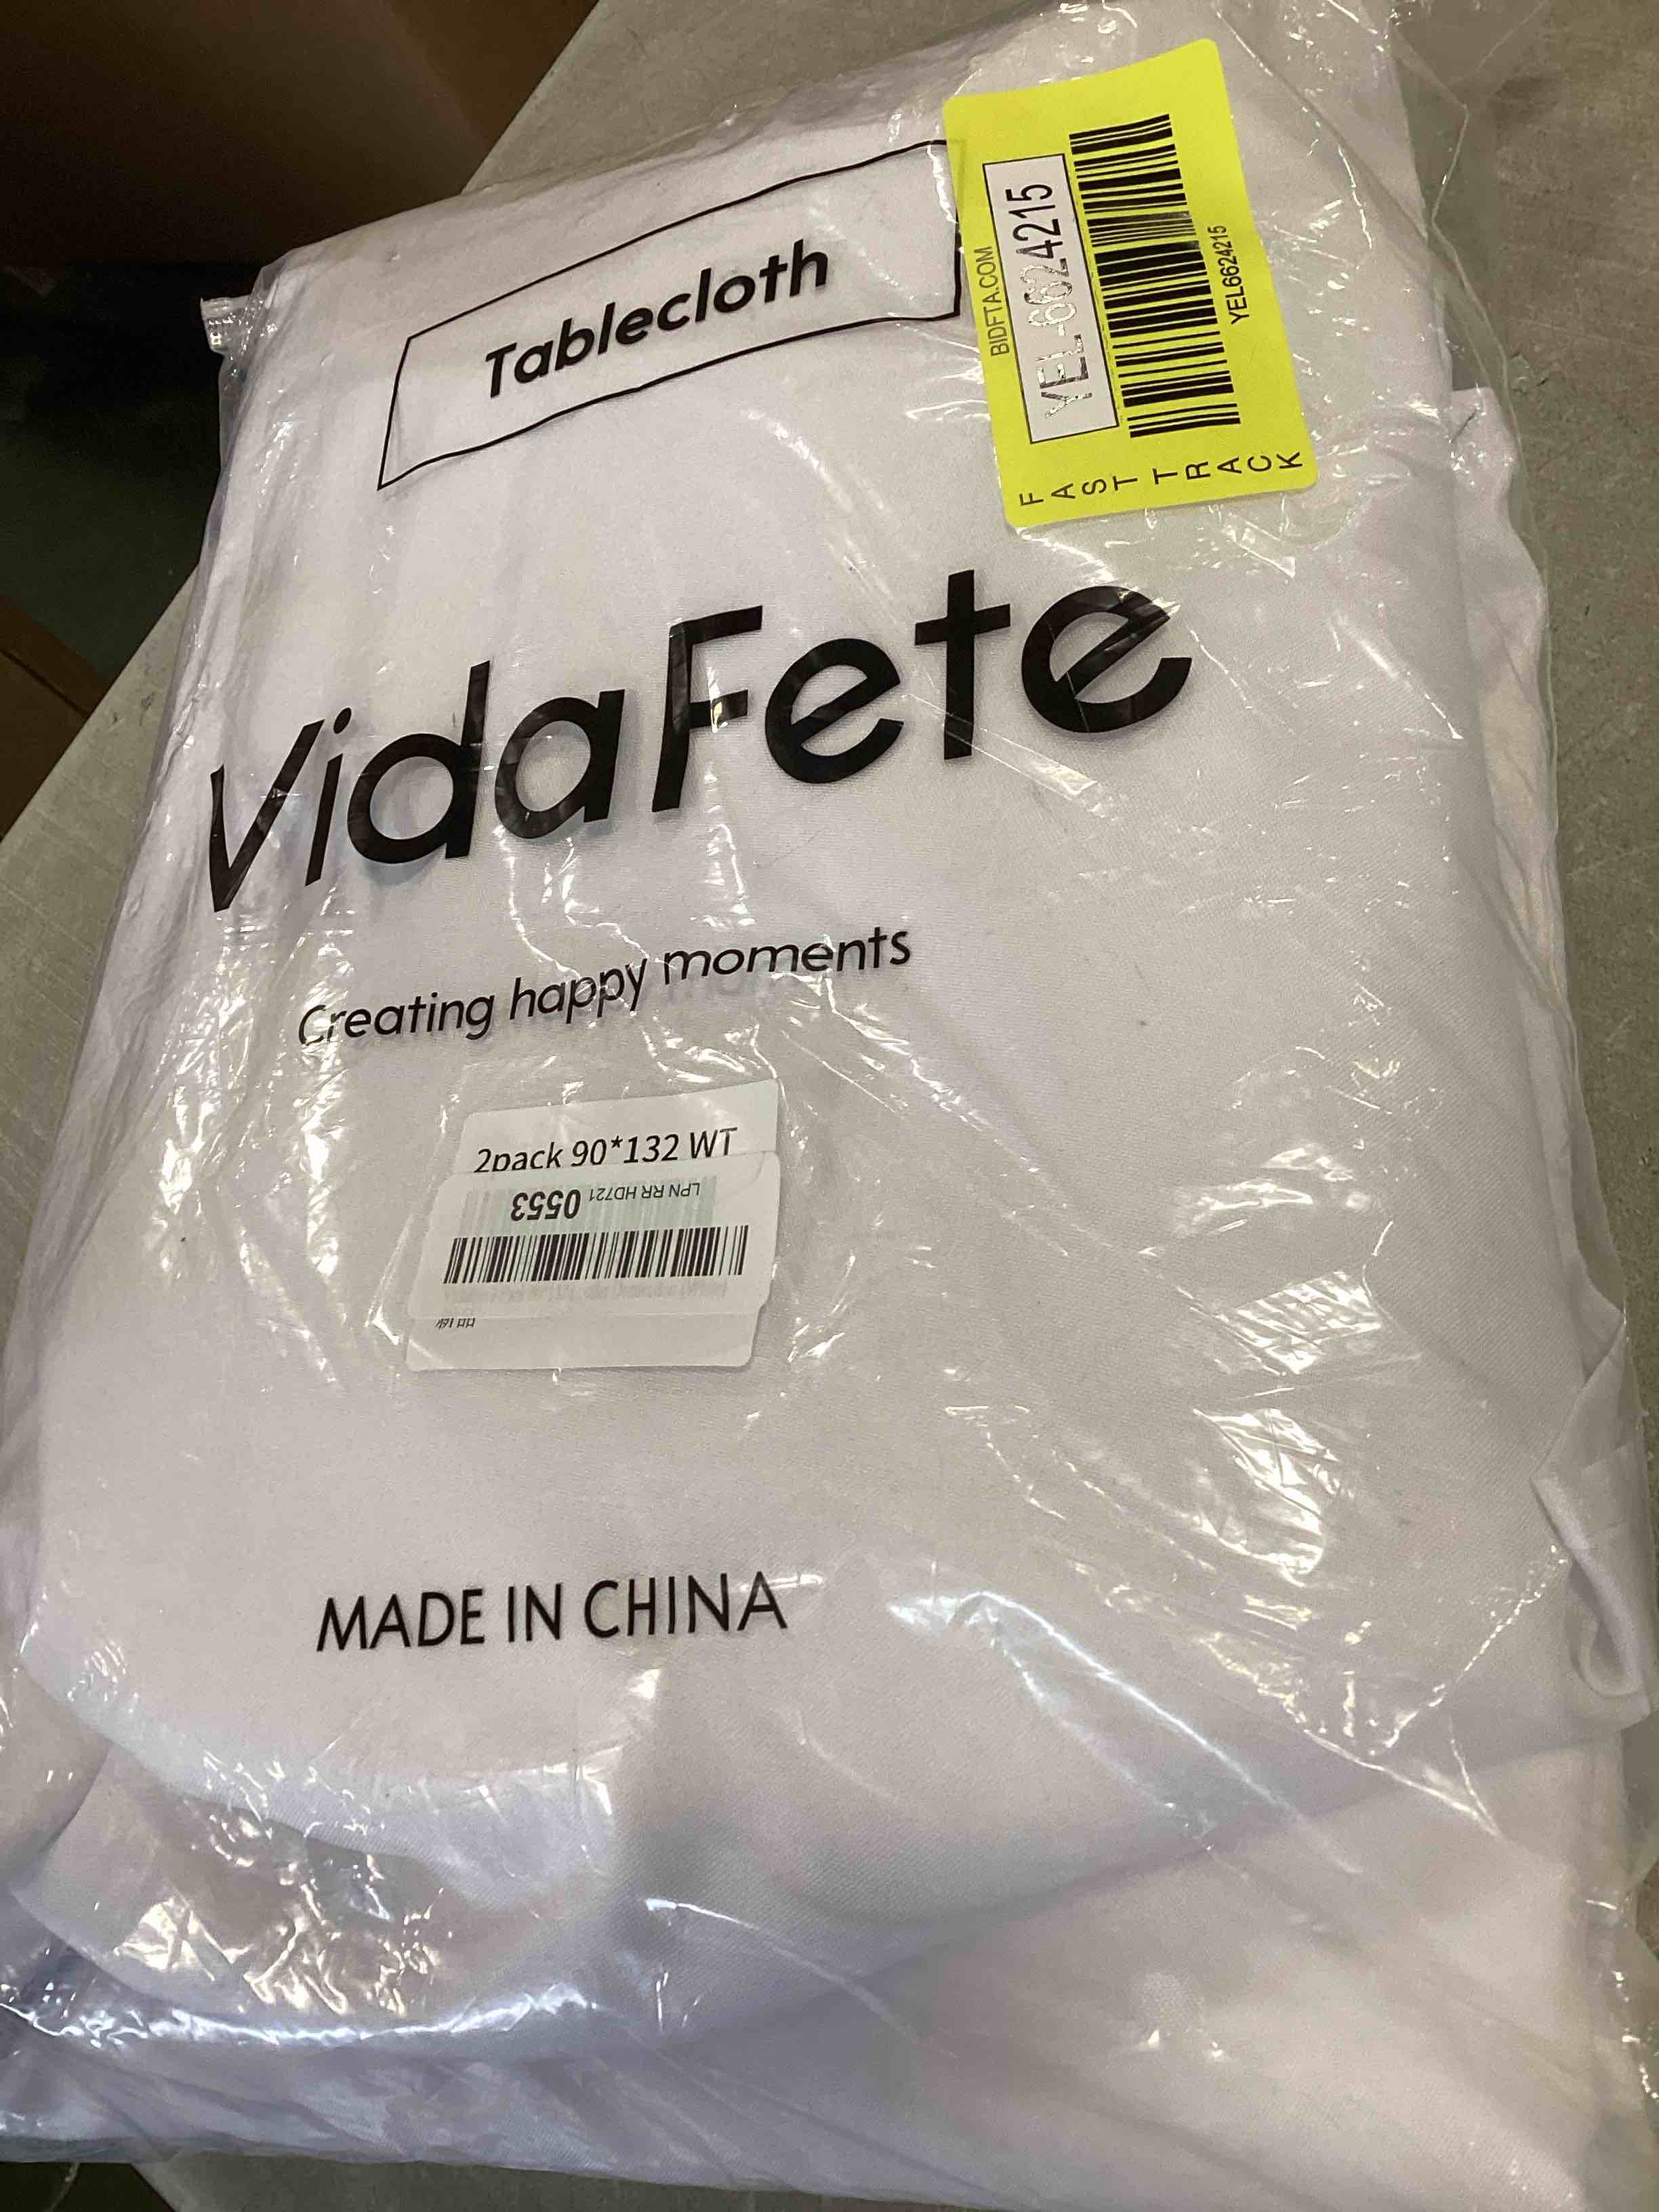 Tablecloth
BIDFTA.COM
YEL-6624215
YEL6624215
FAST TRACK
VidaFete
Creating happy moments
2pack 90*132 WT
LPN RR HD721 0553
MADE IN CHINA